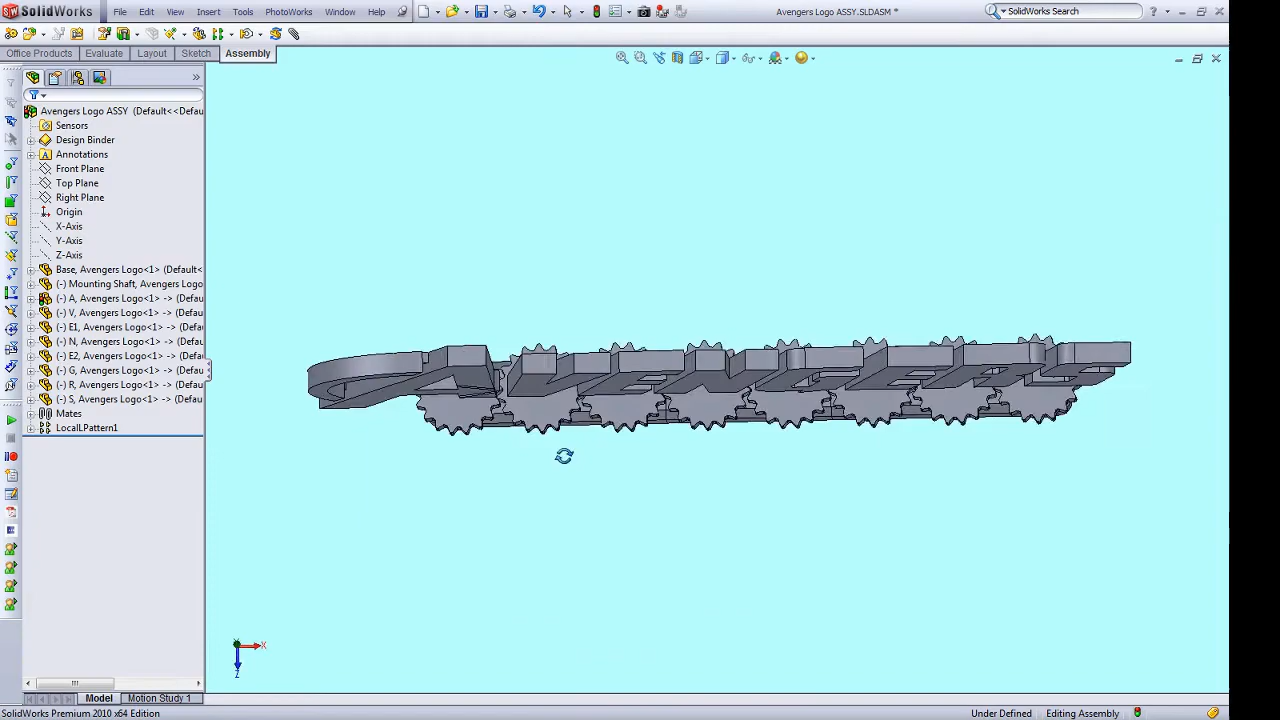 SolidWorks File Edit View Insert Tools Toolbox PhotoWorks Window Help Avengers Logo ASSY.SLDASM * SolidWorks Search
Office Products Evaluate Layout Sketch Assembly
Avengers Logo ASSY (Default<<Defau
Sensors
Design Binder
Annotations
Front Plane
Top Plane
Right Plane
Origin
X-Axis
Y-Axis
Z-Axis
Base, Avengers Logo<1> (Default<
(-) Mounting Shaft, Avengers Logo
(-) A, Avengers Logo<1> -> (Defau
(-) V, Avengers Logo<1> -> (Defau
(-) E1, Avengers Logo<1> -> (Defau
(-) N, Avengers Logo<1> -> (Defau
(-) E2, Avengers Logo<1> -> (Defau
(-) G, Avengers Logo<1> -> (Defau
(-) R, Avengers Logo<1> -> (Defau
(-) S, Avengers Logo<1> -> (Defau
Mates
LocalLPattern1
X
Z
Model Motion Study 1
SolidWorks Premium 2010 x64 Edition Under Defined Editing Assembly